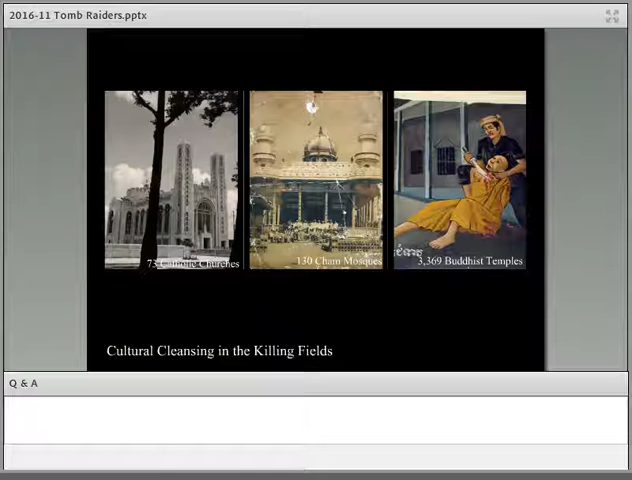 2016-11 Tomb Raiders.pptx
73 Catholic Churches
130 Cham Mosques
3,369 Buddhist Temples
Cultural Cleansing in the Killing Fields
Q & A